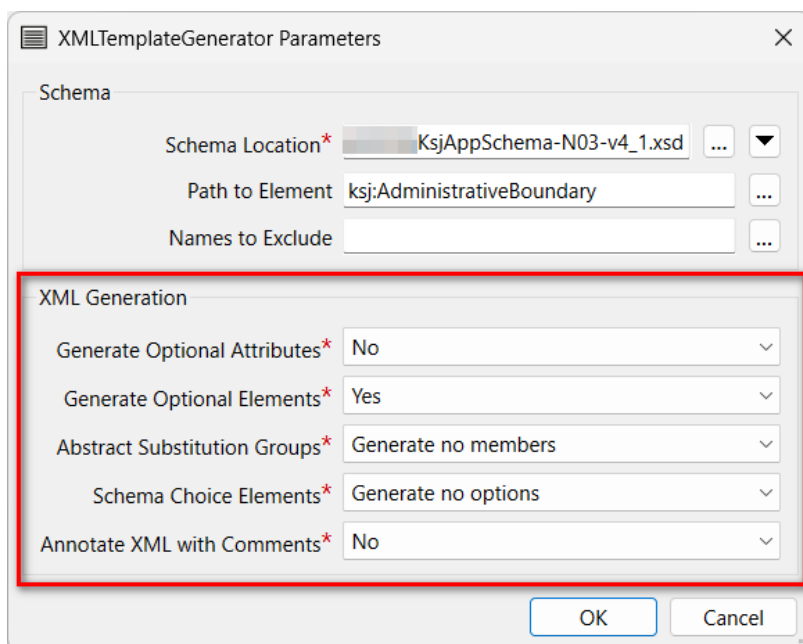 XMLTemplateGenerator Parameters
Schema
Schema Location* KsjAppSchema-N03-v4_1.xsd ...
Path to Element ksj:AdministrativeBoundary ...
Names to Exclude ...
XML Generation
Generate Optional Attributes* No
Generate Optional Elements* Yes
Abstract Substitution Groups* Generate no members
Schema Choice Elements* Generate no options
Annotate XML with Comments* No
OK Cancel